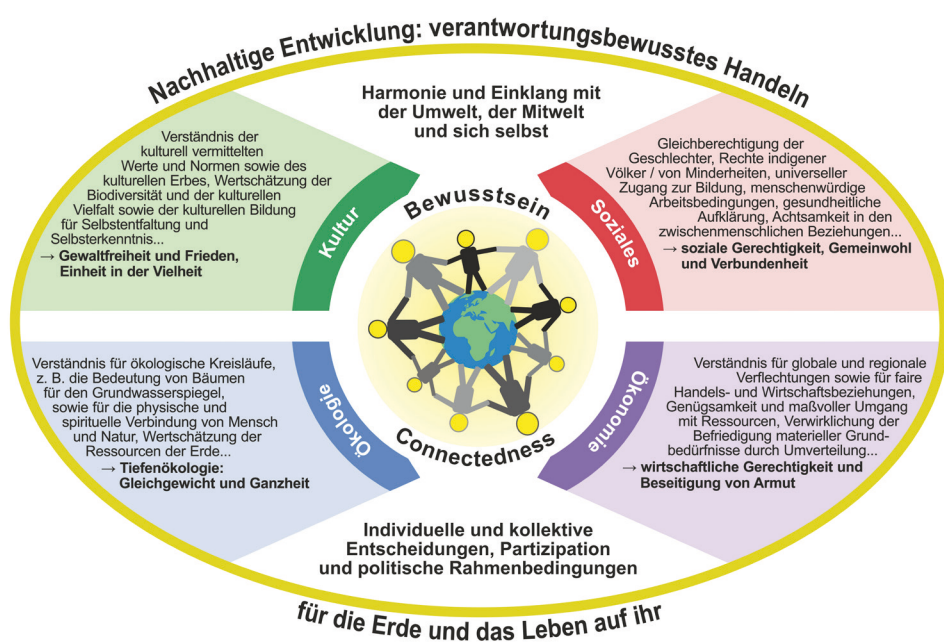 Nachhaltige Entwicklung: verantwortungsbewusstes Handeln
Harmonie und Einklang mit
der Umwelt, der Mitwelt
und sich selbst
Verständnis der
kulturell vermittelten
Werte und Normen sowie des
kulturellen Erbes, Wertschätzung der
Biodiversität und der kulturellen
Vielfalt sowie der kulturellen Bildung
für Selbstentfaltung und
Selbsterkenntnis...
→ Gewaltfreiheit und Frieden,
Einheit in der Vielheit
Kultur
Bewusstsein
Soziales
Gleichberechtigung der
Geschlechter, Rechte indigener
Völker / von Minderheiten, universeller
Zugang zur Bildung, menschenwürdige
Arbeitsbedingungen, gesundheitliche
Aufklärung, Achtsamkeit in den
zwischenmenschlichen Beziehungen...
→ soziale Gerechtigkeit, Gemeinwohl
und Verbundenheit
Verständnis für ökologische Kreisläufe,
z. B. die Bedeutung von Bäumen
für den Grundwasserspiegel,
sowie für die physische und
spirituelle Verbindung von Mensch
und Natur, Wertschätzung der
Ressourcen der Erde...
→ Tiefenökologie:
Gleichgewicht und Ganzheit
Ökologie
Connectedness
Ökonomie
Verständnis für globale und regionale
Verflechtungen sowie für faire
Handels- und Wirtschaftsbeziehungen,
Genügsamkeit und maßvoller Umgang
mit Ressourcen, Verwirklichung der
Befriedigung materieller Grund-
bedürfnisse durch Umverteilung...
→ wirtschaftliche Gerechtigkeit und
Beseitigung von Armut
Individuelle und kollektive
Entscheidungen, Partizipation
und politische Rahmenbedingungen
für die Erde und das Leben auf ihr